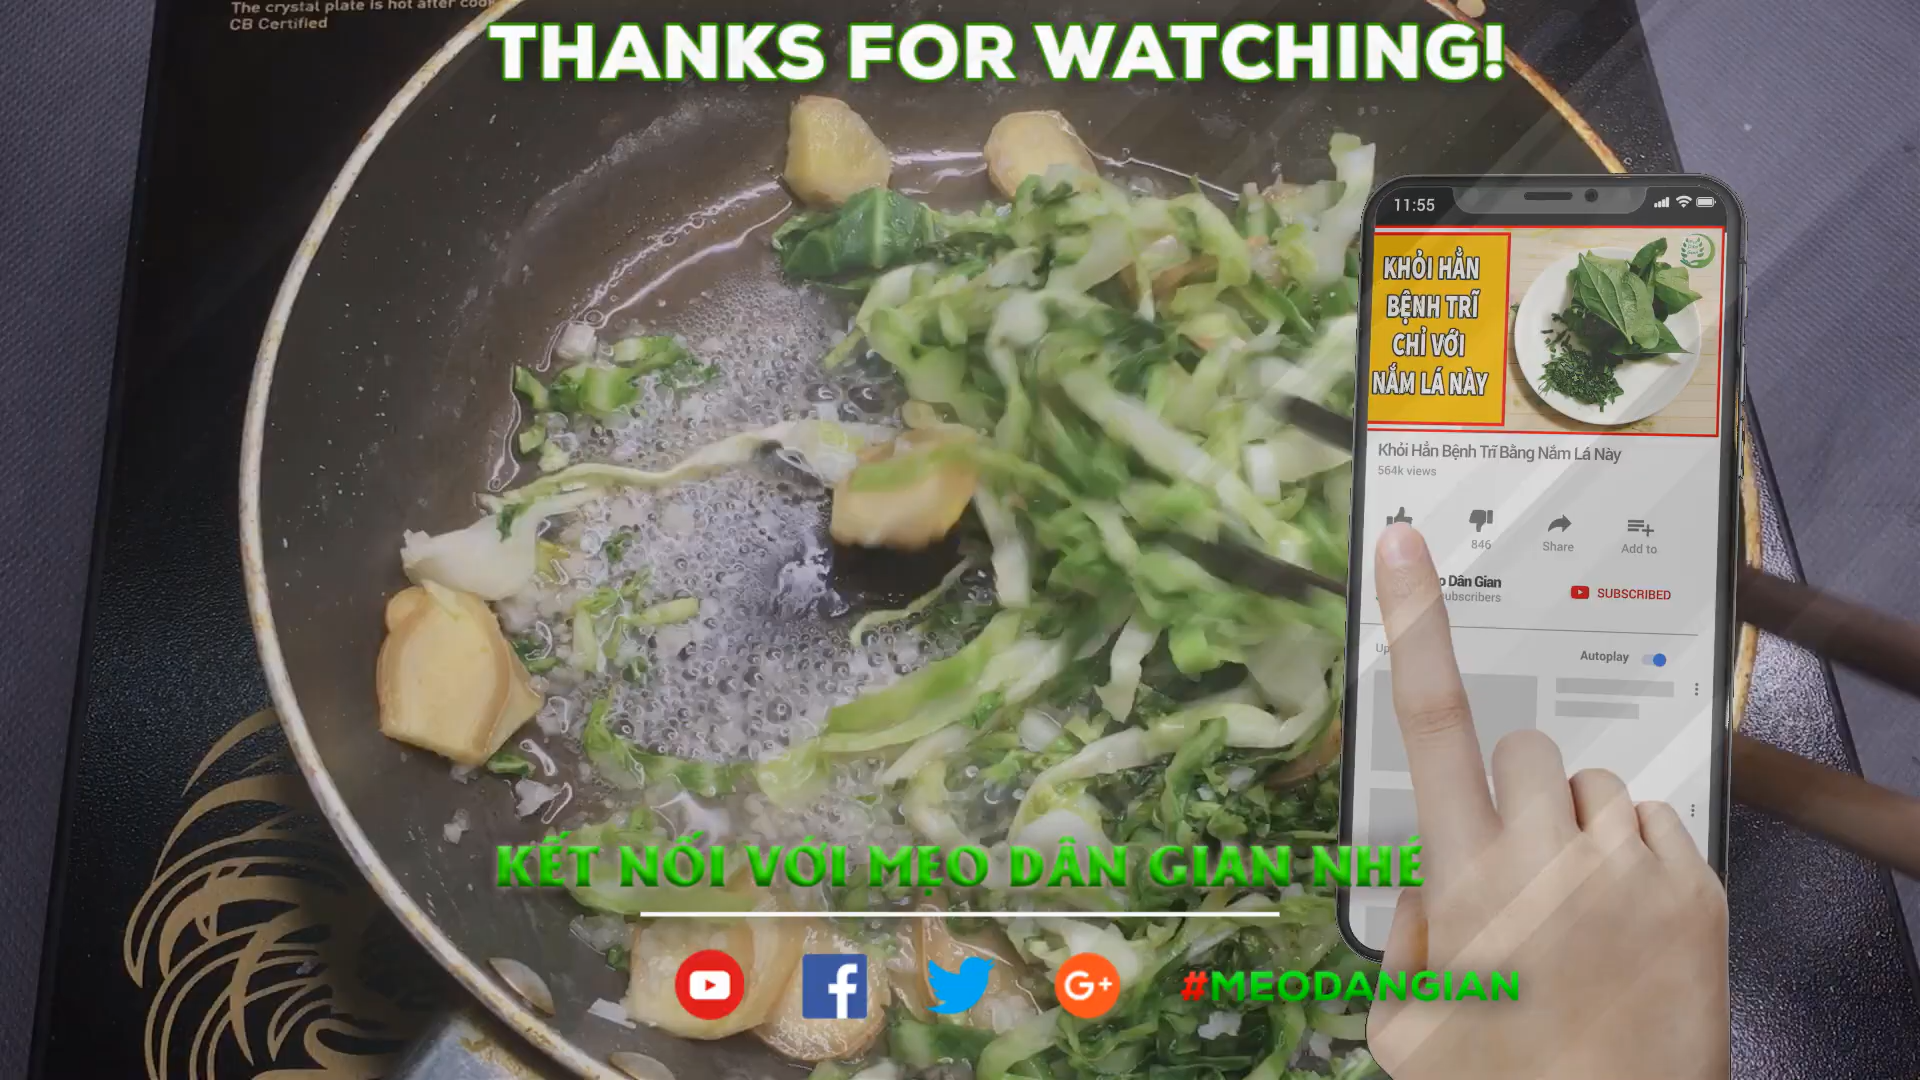 The crystal plate is hot after
CB Certified
THANKS FOR WATCHING!
11:55
KHỎI HẲN
BỆNH TRĨ
CHỈ VỚI
NẮM LÁ NÀY
Khỏi Hẳn Bệnh Trĩ Bằng Nắm Lá Này
564k views
846
Share
Add to
o Dân Gian
ubscribers
SUBSCRIBED
Up
Autoplay
KẾT NỐI VỚI MẸO DÂN GIAN NHÉ
f
G+
#MEODANGIAN